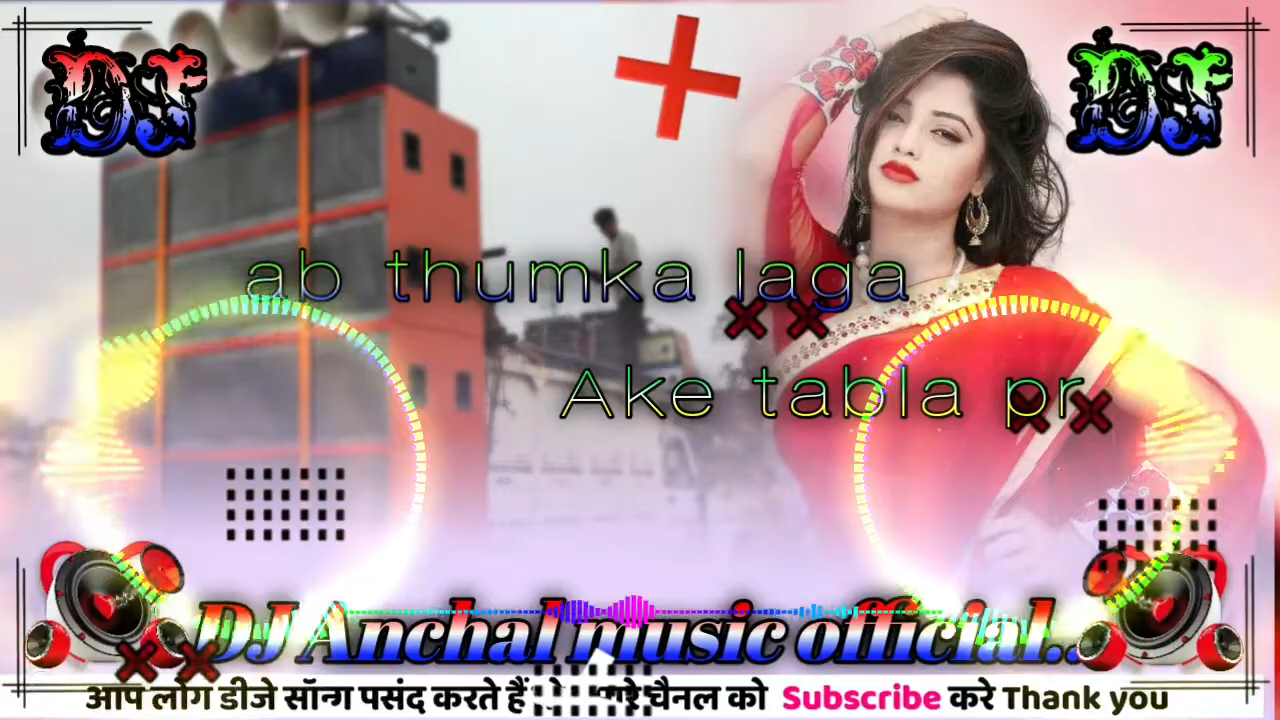 DJ
DJ
ab thumka laga
Ake tabla pr
DJ Anchal music official..
आप लोग डीजे सॉन्ग पसंद करते हैं चैनल को Subscribe करे Thank you